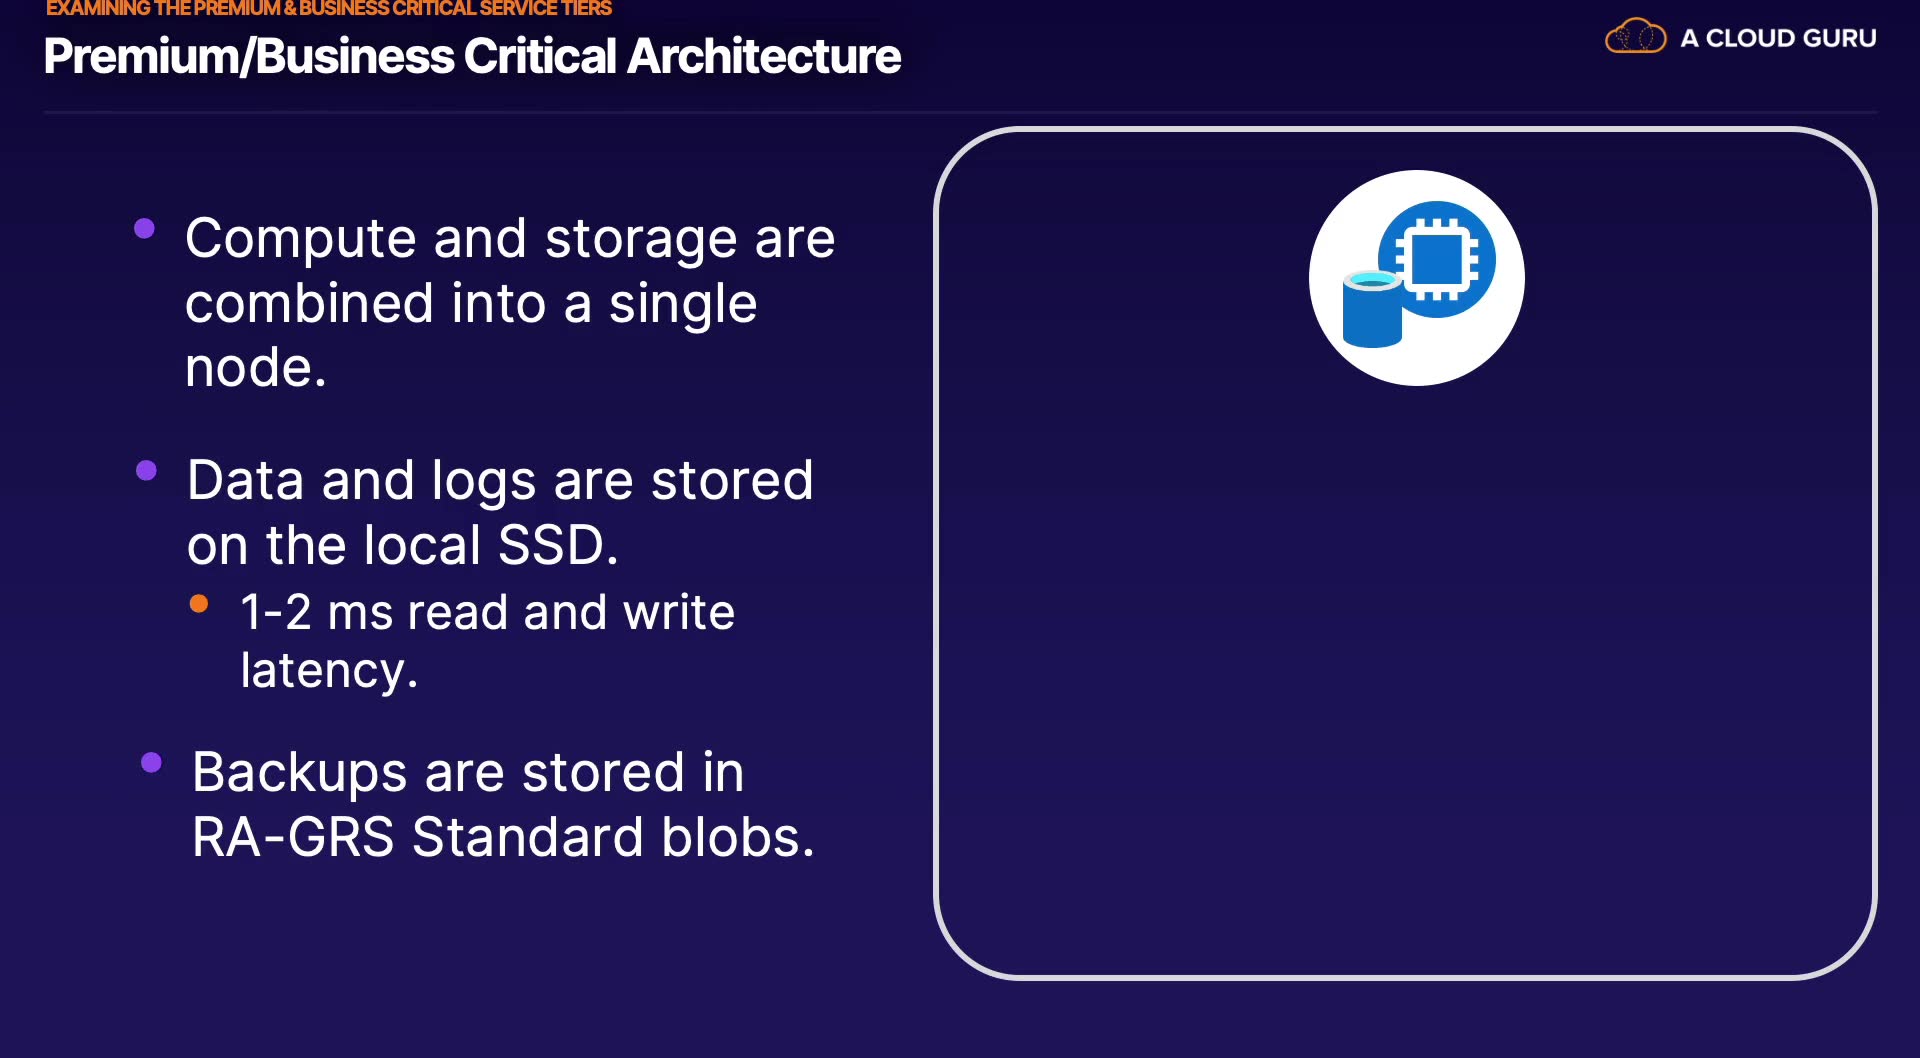 EXAMINING THE PREMIUM & BUSINESS CRITICAL SERVICE TIERS
Premium/Business Critical Architecture
A CLOUD GURU
Compute and storage are
combined into a single
node.
Data and logs are stored
on the local SSD.
1-2 ms read and write
latency.
Backups are stored in
RA-GRS Standard blobs.